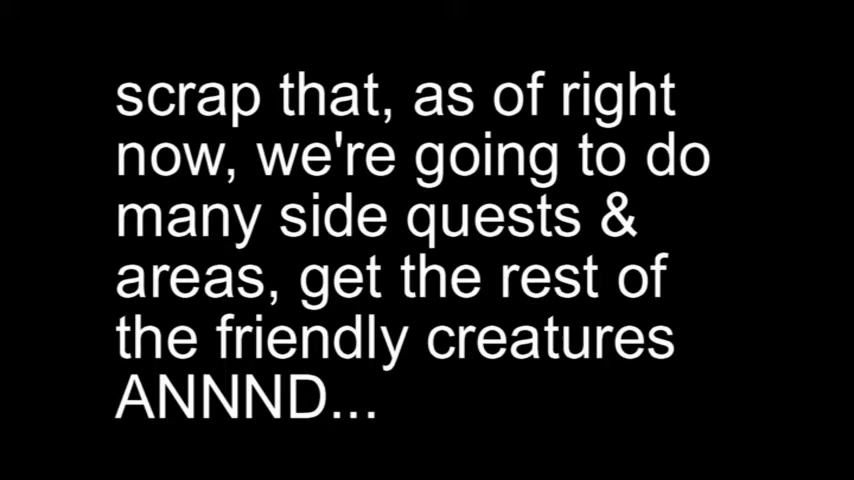 scrap that, as of right
now, we're going to do
many side quests &
areas, get the rest of
the friendly creatures
ANNND...